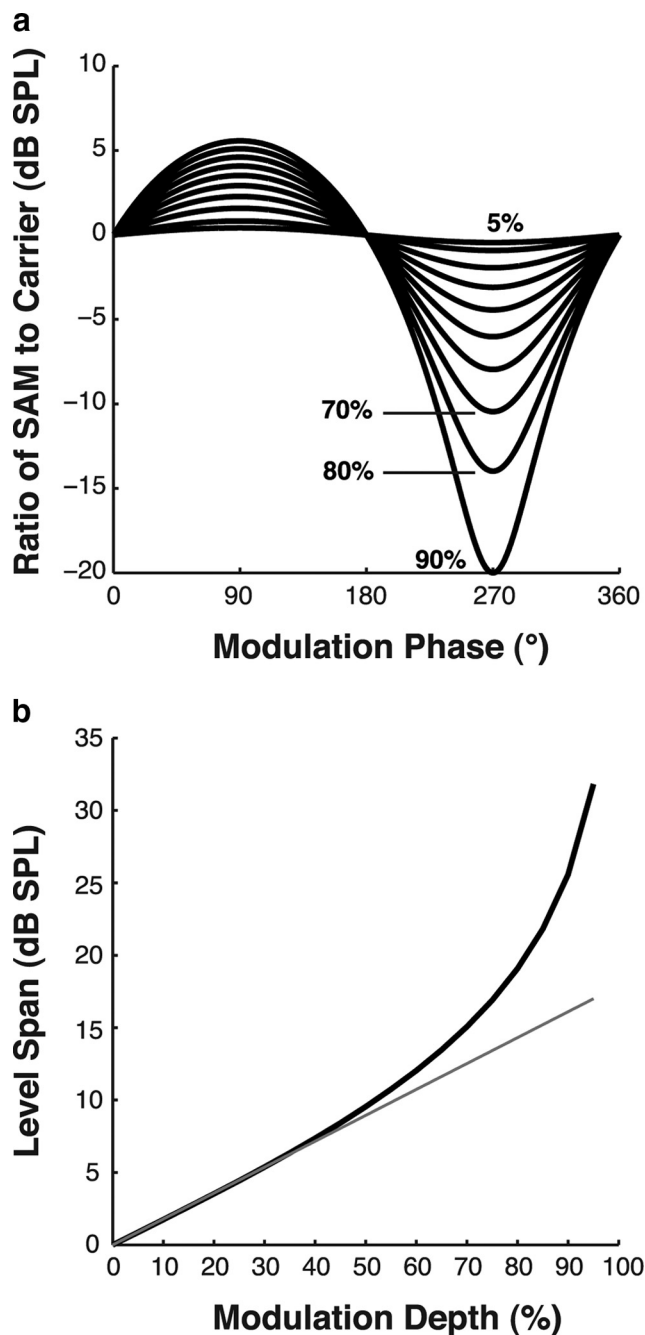 a
Ratio of SAM to Carrier (dB SPL)
10
5
0
−5
−10
−15
−20
5%
70%
80%
90%
0 90 180 270 360
Modulation Phase (°)
b
Level Span (dB SPL)
35
30
25
20
15
10
5
0
0 10 20 30 40 50 60 70 80 90 100
Modulation Depth (%)